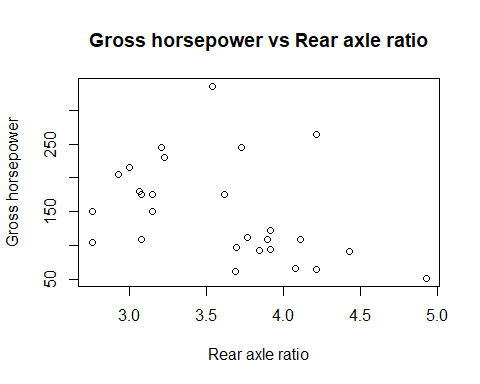 Gross horsepower vs Rear axle ratio
Gross horsepower
250
150
50
3.0 3.5 4.0 4.5 5.0
Rear axle ratio